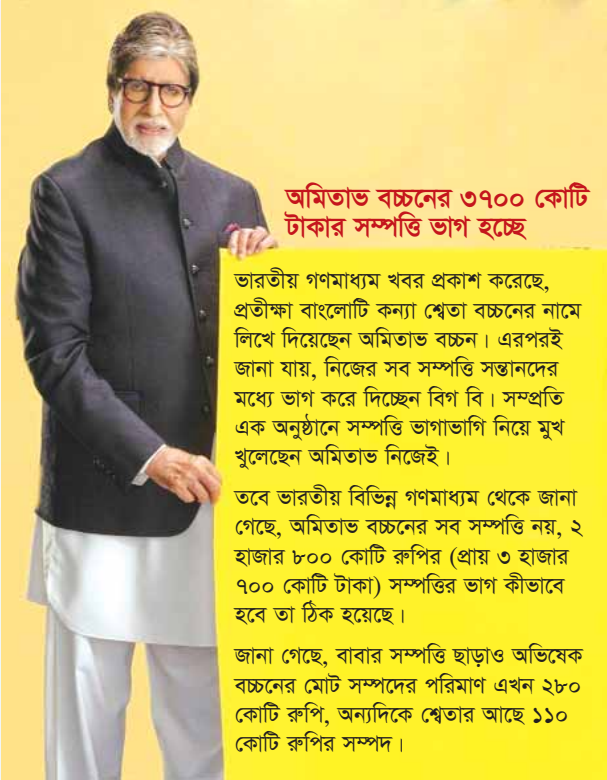 অমিতাভ বচ্চনের ৩৭০০ কোটি
টাকার সম্পত্তি ভাগ হচ্ছে
ভারতীয় গণমাধ্যম খবর প্রকাশ করেছে,
প্রতীক্ষা বাংলোটি কন্যা শ্বেতা বচ্চনের নামে
লিখে দিয়েছেন অমিতাভ বচ্চন। এরপরই
জানা যায়, নিজের সব সম্পত্তি সন্তানদের
মধ্যে ভাগ করে দিচ্ছেন বিগ বি। সম্প্রতি
এক অনুষ্ঠানে সম্পত্তি ভাগাভাগি নিয়ে মুখ
খুলেছেন অমিতাভ নিজেই।
তবে ভারতীয় বিভিন্ন গণমাধ্যম থেকে জানা
গেছে, অমিতাভ বচ্চনের সব সম্পত্তি নয়, ২
হাজার ৮০০ কোটি রুপির (প্রায় ৩ হাজার
৭০০ কোটি টাকা) সম্পত্তির ভাগ কীভাবে
হবে তা ঠিক হয়েছে।
জানা গেছে, বাবার সম্পত্তি ছাড়াও অভিষেক
বচ্চনের মোট সম্পদের পরিমাণ এখন ২৮০
কোটি রুপি, অন্যদিকে শ্বেতার আছে ১১০
কোটি রুপির সম্পদ।